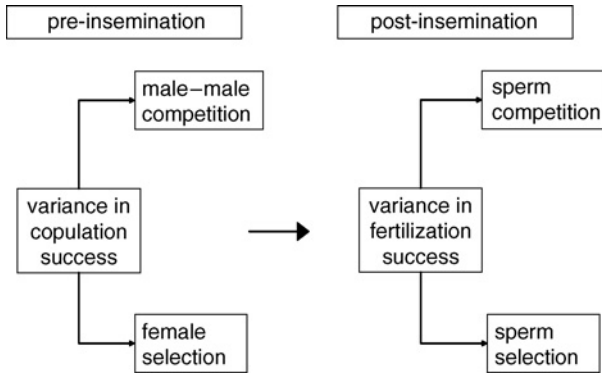 pre-insemination
post-insemination
male–male
competition
sperm
competition
variance in
copulation
success
variance in
fertilization
success
female
selection
sperm
selection